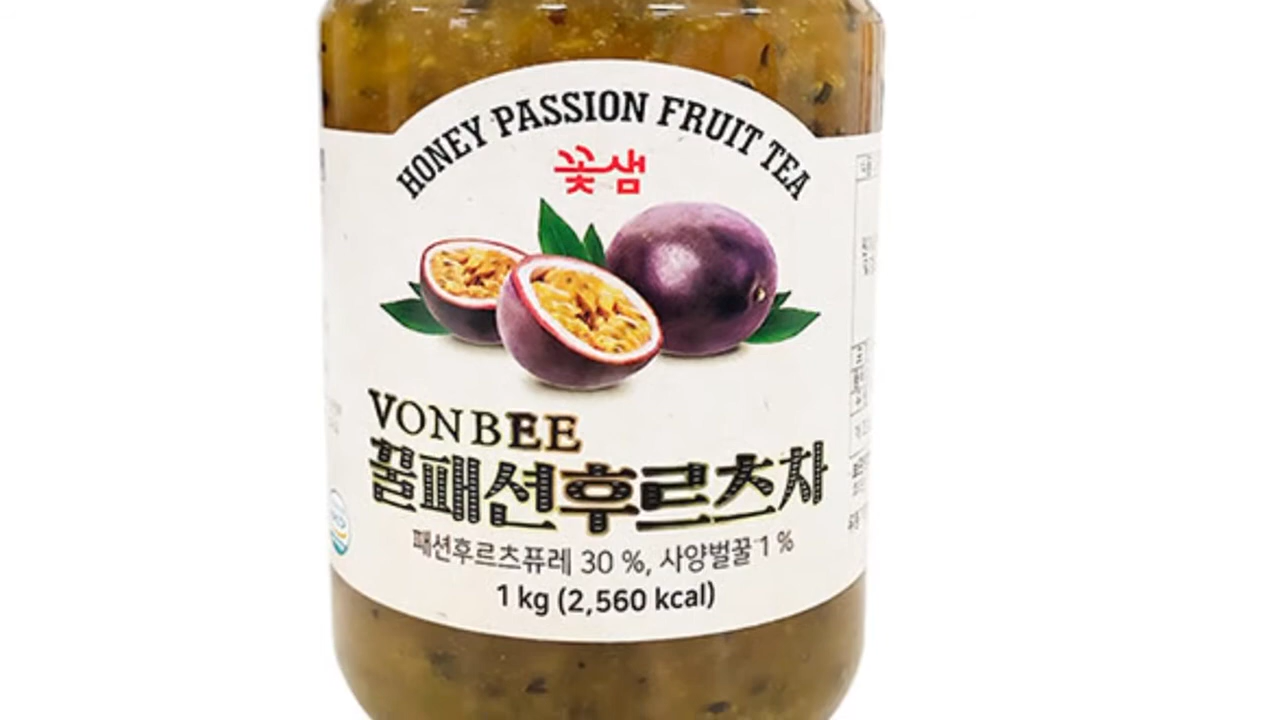 HONEY PASSION FRUIT TEA
꽃샘
VONBEE
꿀패션후르츠차
패션후르츠퓨레 30 %, 사양벌꿀 1 %
1 kg (2,560 kcal)